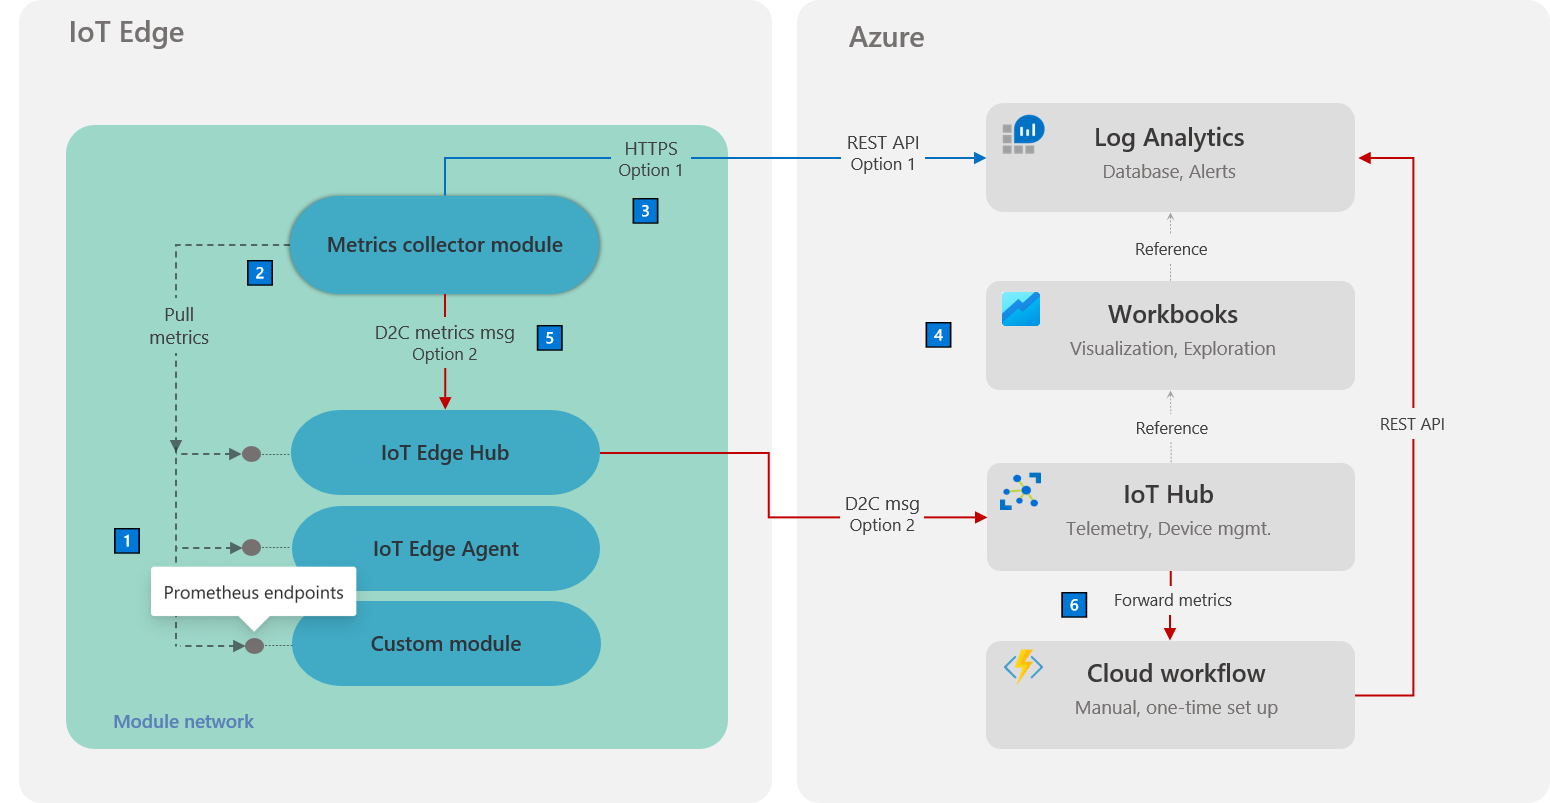 IoT Edge
HTTPS
Option 1
3
Metrics collector module
2
Pull
metrics
D2C metrics msg
Option 2
5
IoT Edge Hub
1
IoT Edge Agent
Prometheus endpoints
Custom module
Module network
REST API
Option 1
D2C msg
Option 2
Azure
Log Analytics
Database, Alerts
Reference
4
Workbooks
Visualization, Exploration
Reference
REST API
IoT Hub
Telemetry, Device mgmt.
6
Forward metrics
Cloud workflow
Manual, one-time set up